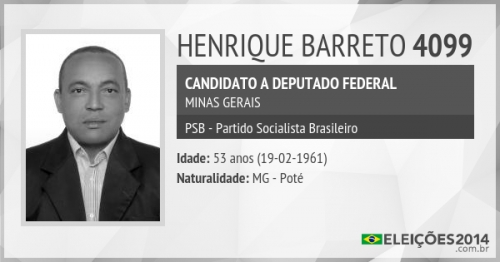 HENRIQUE BARRETO 4099
CANDIDATO A DEPUTADO FEDERAL
MINAS GERAIS
PSB - Partido Socialista Brasileiro
Idade: 53 anos (19-02-1961)
Naturalidade: MG - Poté
ELEIÇÕES2014
.com.br